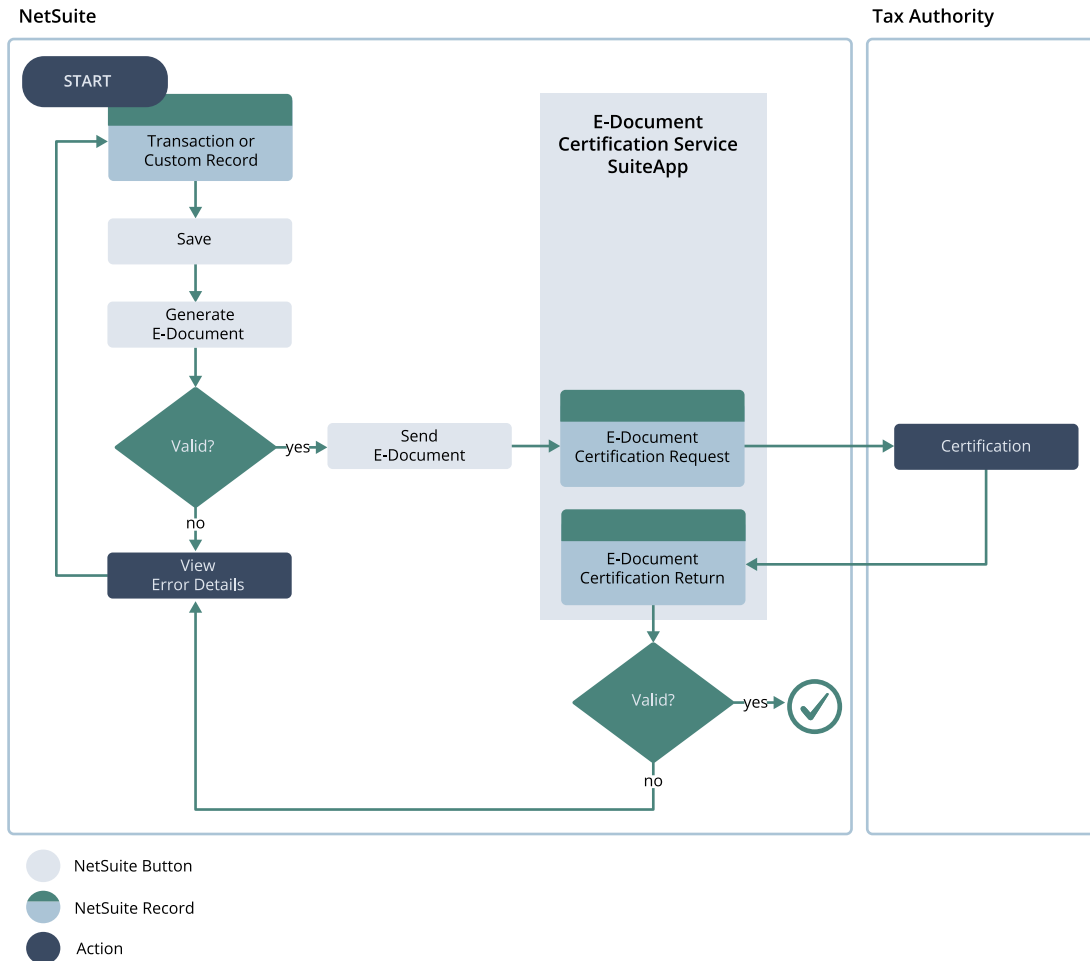 NetSuite
Tax Authority
START
Transaction or
Custom Record
E-Document
Certification Service
SuiteApp
Save
Generate
E-Document
Valid?
yes
Send
E-Document
E-Document
Certification Request
Certification
no
View
Error Details
E-Document
Certification Return
Valid?
yes
no
NetSuite Button
NetSuite Record
Action